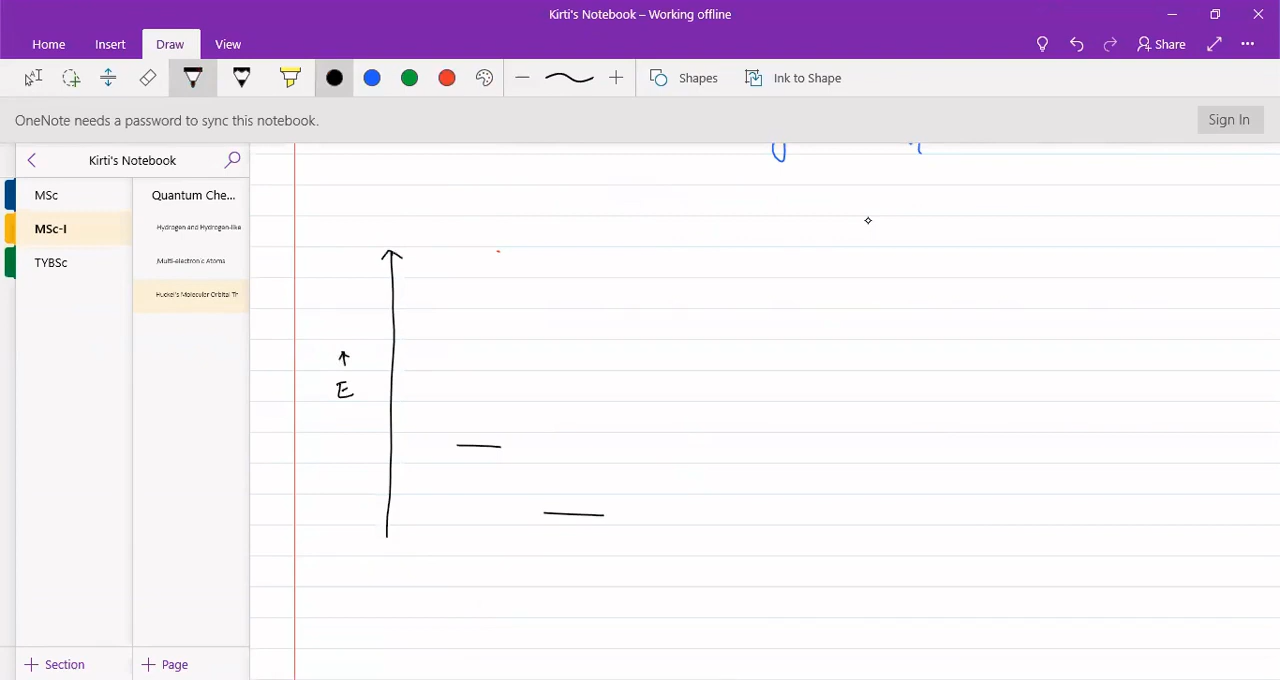 Kirti's Notebook – Working offline
Home Insert Draw View
Share
Shapes Ink to Shape
OneNote needs a password to sync this notebook.
Sign In
Kirti's Notebook
MSc
MSc-I
TYBSc
Quantum Che...
Hydrogen and Hydrogen-like
Multi-electronic Atoms
Huckel's Molecular Orbital Th
E
+ Section
+ Page